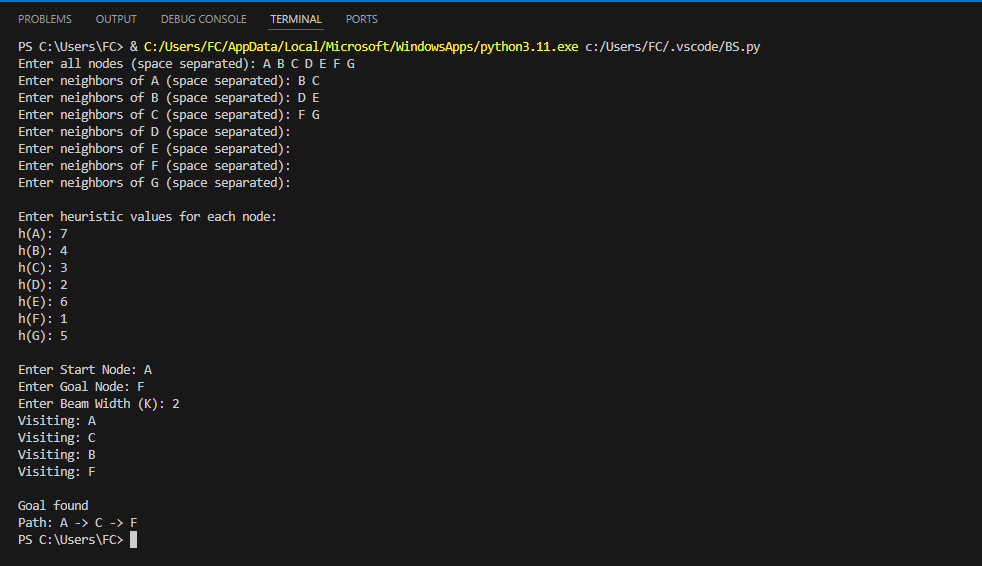 PROBLEMS OUTPUT DEBUG CONSOLE TERMINAL PORTS
PS C:\Users\FC> & C:/Users/FC/AppData/Local/Microsoft/WindowsApps/python3.11.exe c:/Users/FC/.vscode/BS.py
Enter all nodes (space separated): A B C D E F G
Enter neighbors of A (space separated): B C
Enter neighbors of B (space separated): D E
Enter neighbors of C (space separated): F G
Enter neighbors of D (space separated):
Enter neighbors of E (space separated):
Enter neighbors of F (space separated):
Enter neighbors of G (space separated):
Enter heuristic values for each node:
h(A): 7
h(B): 4
h(C): 3
h(D): 2
h(E): 6
h(F): 1
h(G): 5
Enter Start Node: A
Enter Goal Node: F
Enter Beam Width (K): 2
Visiting: A
Visiting: C
Visiting: B
Visiting: F
Goal found
Path: A -> C -> F
PS C:\Users\FC>